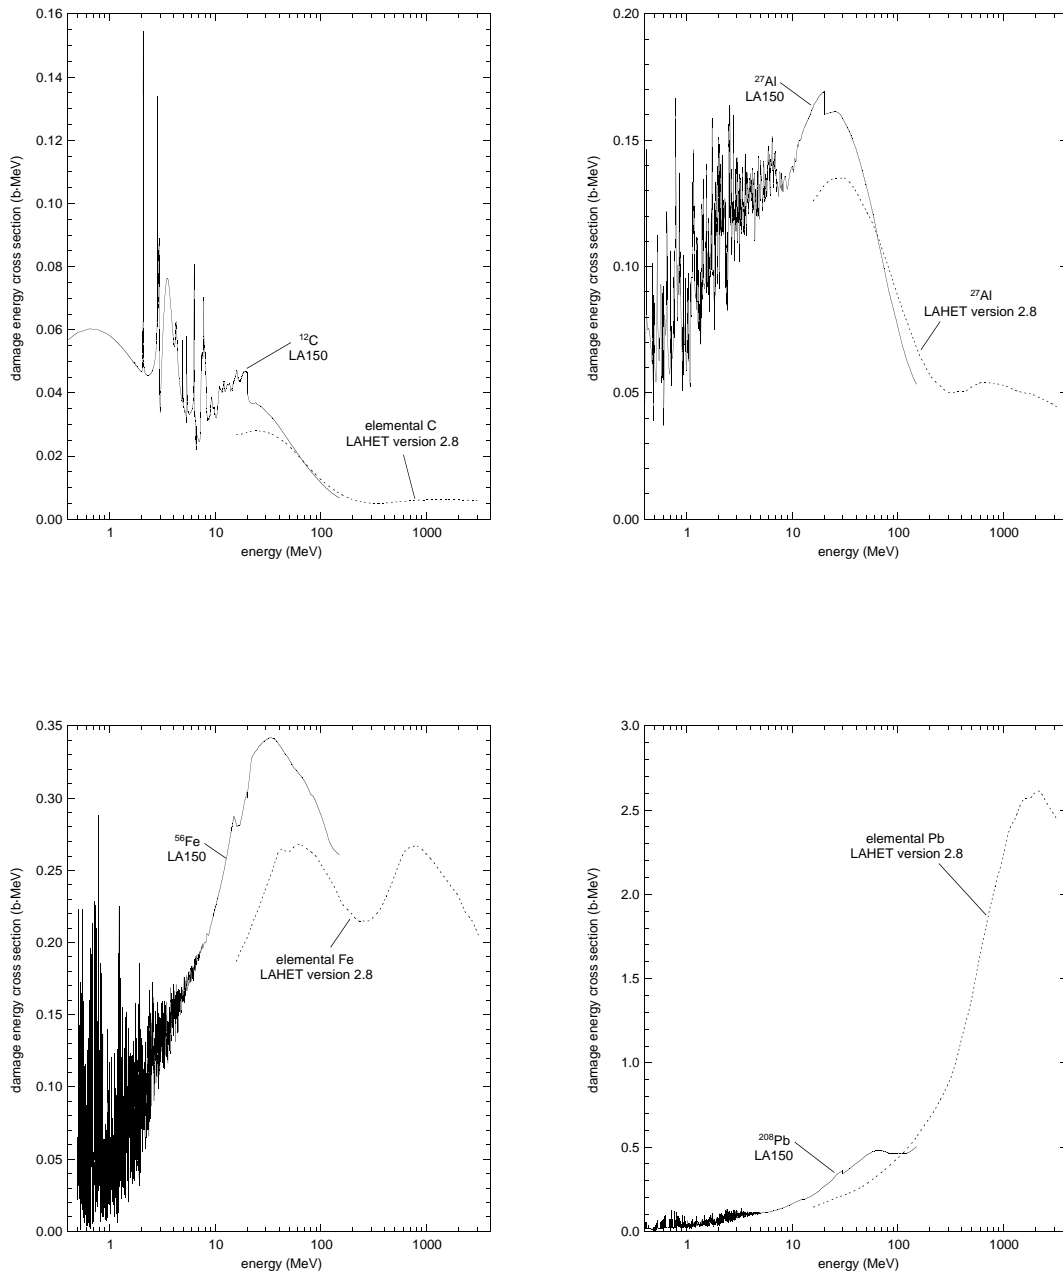 0.16
0.14
0.12
0.10
0.08
0.06
0.04
0.02
0.00
damage energy cross section (b-MeV)
12C
LA150
elemental C
LAHET version 2.8
1
10
100
1000
energy (MeV)
0.20
0.15
0.10
0.05
0.00
damage energy cross section (b-MeV)
27Al
LA150
27Al
LAHET version 2.8
1
10
100
1000
energy (MeV)
0.35
0.30
0.25
0.20
0.15
0.10
0.05
0.00
damage energy cross section (b-MeV)
56Fe
LA150
elemental Fe
LAHET version 2.8
1
10
100
1000
energy (MeV)
3.0
2.5
2.0
1.5
1.0
0.5
0.0
damage energy cross section (b-MeV)
elemental Pb
LAHET version 2.8
208Pb
LA150
1
10
100
1000
energy (MeV)